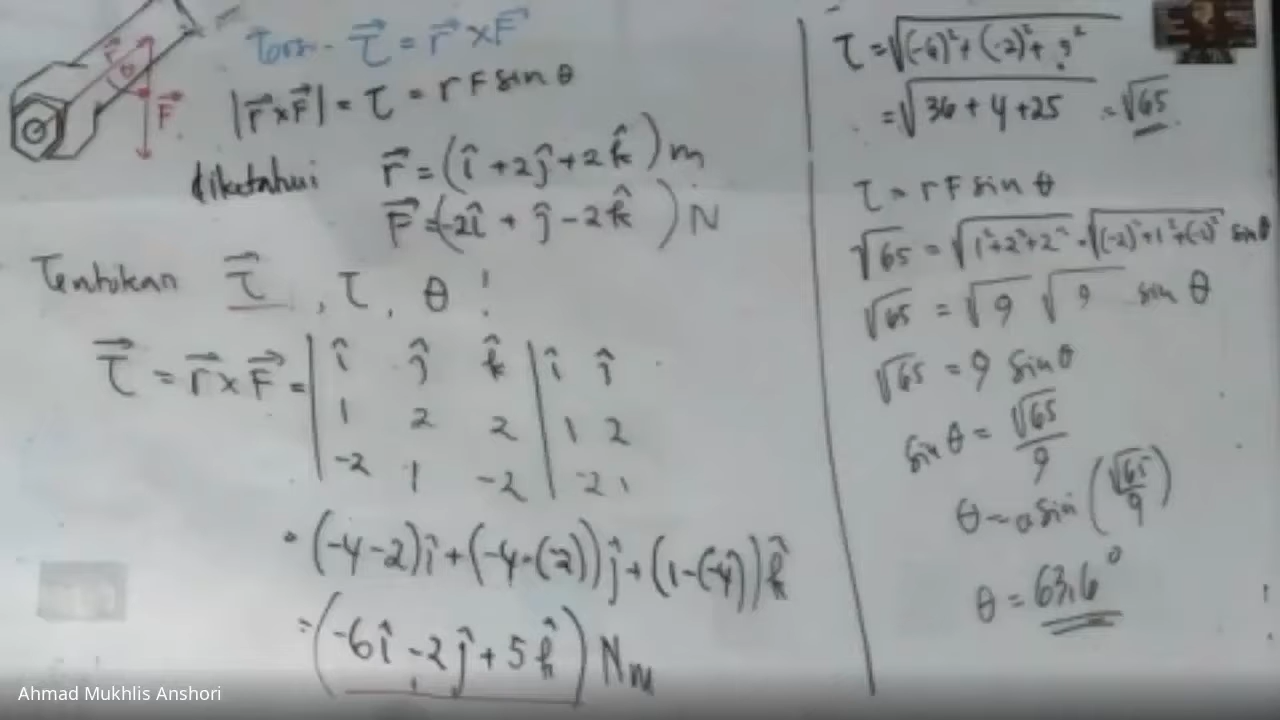 Torsi - τ⃗ = r⃗ × F⃗
|r⃗ × F⃗| = τ = r F sin θ
r⃗
θ
F⃗
diketahui r⃗ = (î + 2ĵ + 2k̂) m
F⃗ = (-2î + ĵ - 2k̂) N
Tentukan τ⃗, τ, θ !
τ⃗ = r⃗ × F⃗ = | î ĵ k̂ | î ĵ
1 2 2 | 1 2
-2 1 -2 | -2 1
= (-4-2)î + (-4-(-2))ĵ + (1-(-4))k̂
= (-6î - 2ĵ + 5k̂) Nm
τ = √((-6)² + (-2)² + 5²)
= √(36 + 4 + 25) = √65
τ = r F sin θ
√65 = √(1²+2²+2²) · √((-2)²+1²+(-2)²) sin θ
√65 = √9 √9 sin θ
√65 = 9 sin θ
sin θ = √65/9
θ = asin (√65/9)
θ = 63,6°
Ahmad Mukhlis Anshori